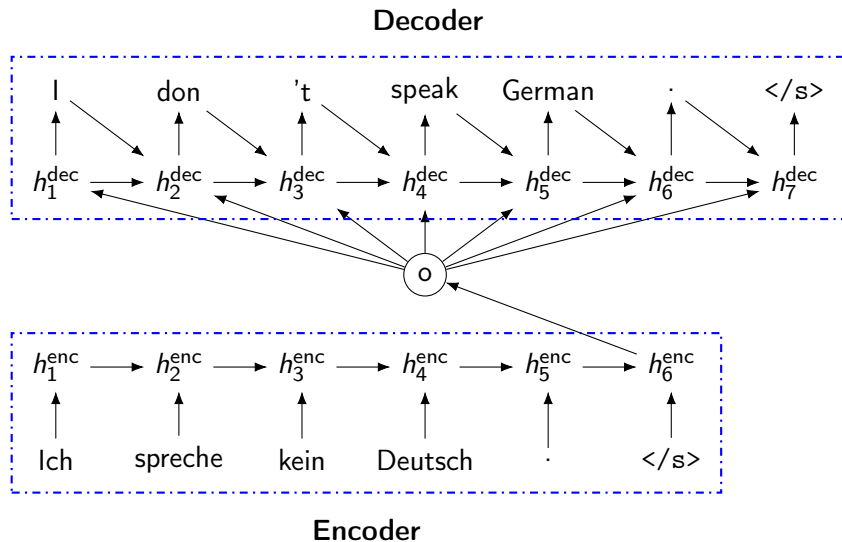 Decoder
I don 't speak German . </s>
h₁ᵈᵉᶜ h₂ᵈᵉᶜ h₃ᵈᵉᶜ h₄ᵈᵉᶜ h₅ᵈᵉᶜ h₆ᵈᵉᶜ h₇ᵈᵉᶜ
o
h₁ᵉⁿᶜ h₂ᵉⁿᶜ h₃ᵉⁿᶜ h₄ᵉⁿᶜ h₅ᵉⁿᶜ h₆ᵉⁿᶜ
Ich spreche kein Deutsch . </s>
Encoder